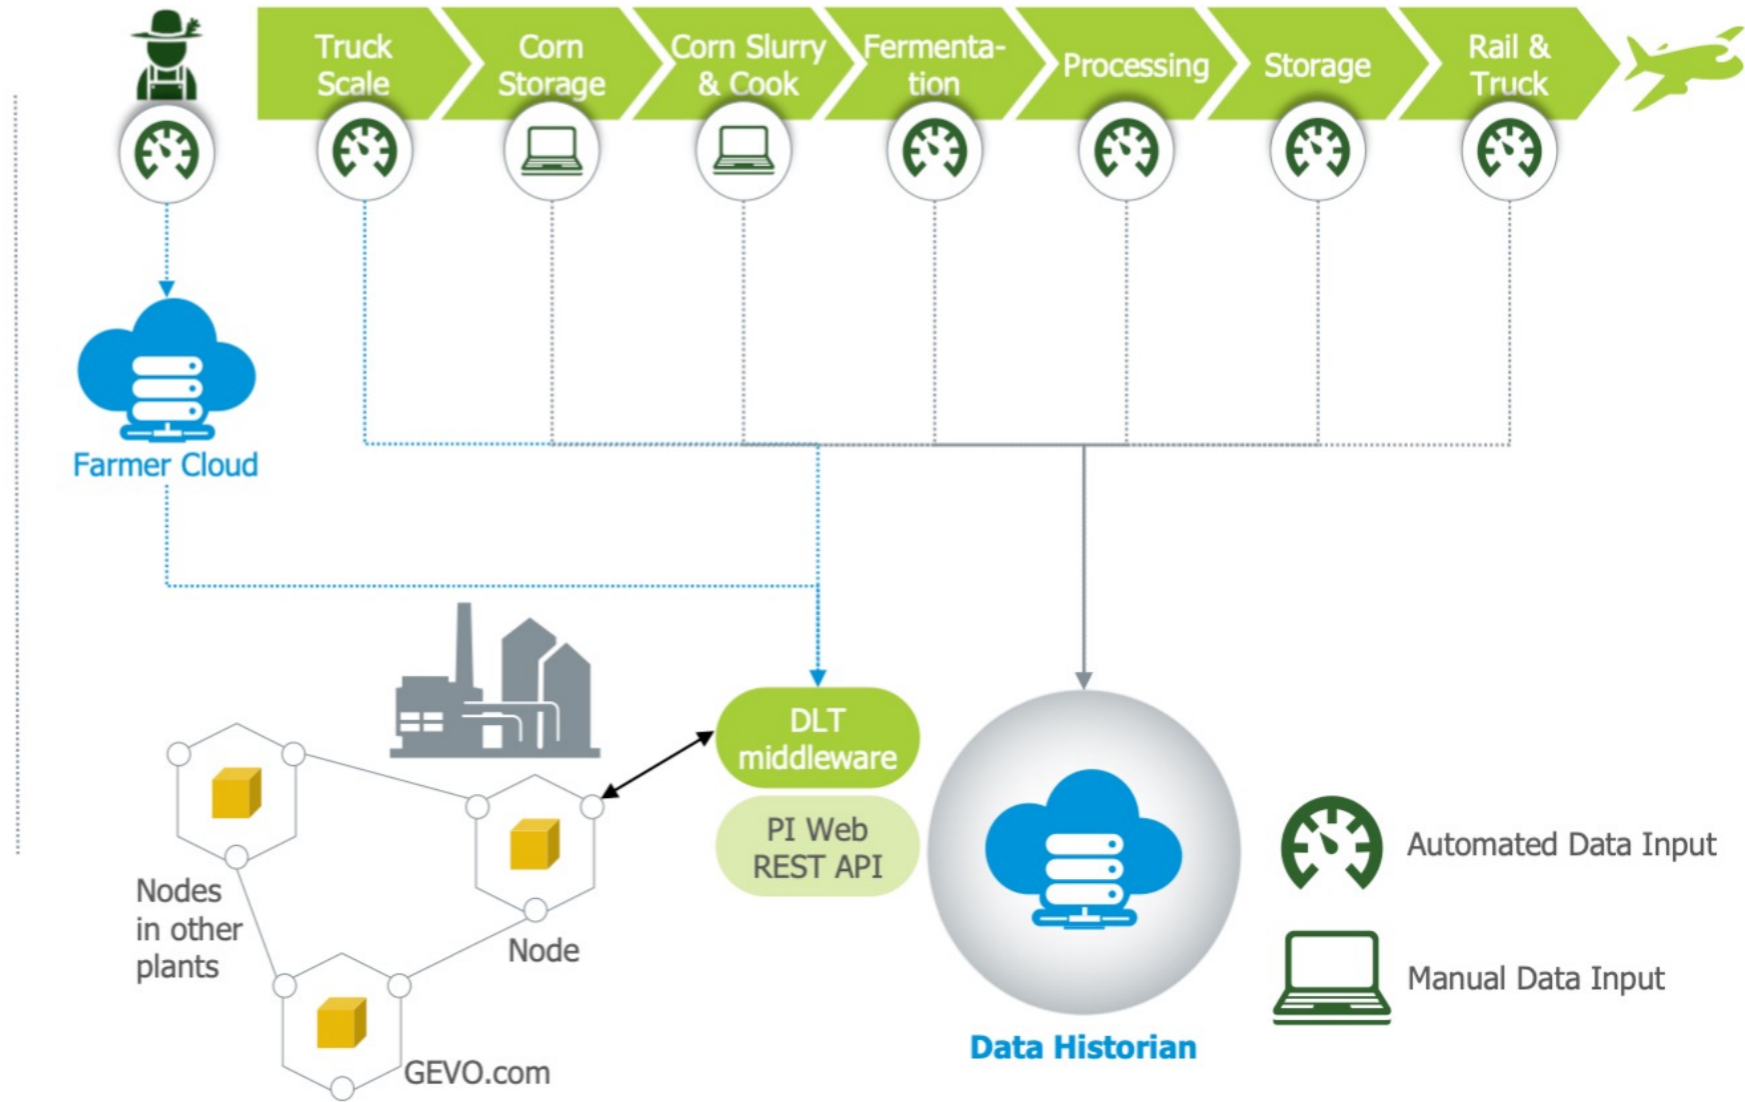 Truck
Scale
Corn
Storage
Corn Slurry
& Cook
Fermenta-
tion
Processing
Storage
Rail &
Truck
Farmer Cloud
DLT
middleware
PI Web
REST API
Automated Data Input
Nodes
in other
plants
Node
Manual Data Input
Data Historian
GEVO.com